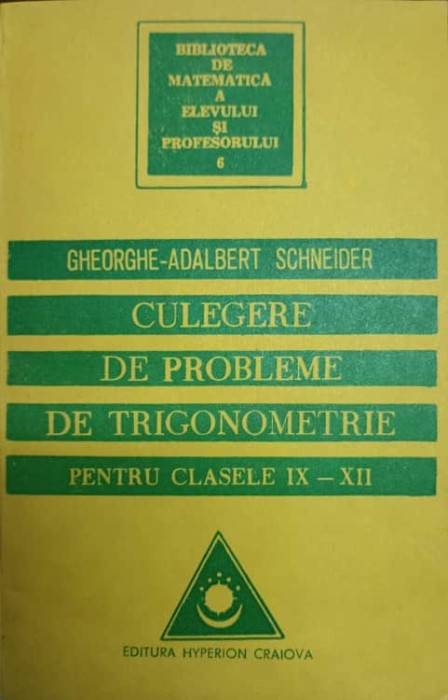 BIBLIOTECA
DE
MATEMATICĂ
A
ELEVULUI
ŞI
PROFESORULUI
6
GHEORGHE-ADALBERT SCHNEIDER
CULEGERE
DE PROBLEME
DE TRIGONOMETRIE
PENTRU CLASELE IX – XII
EDITURA HYPERION CRAIOVA